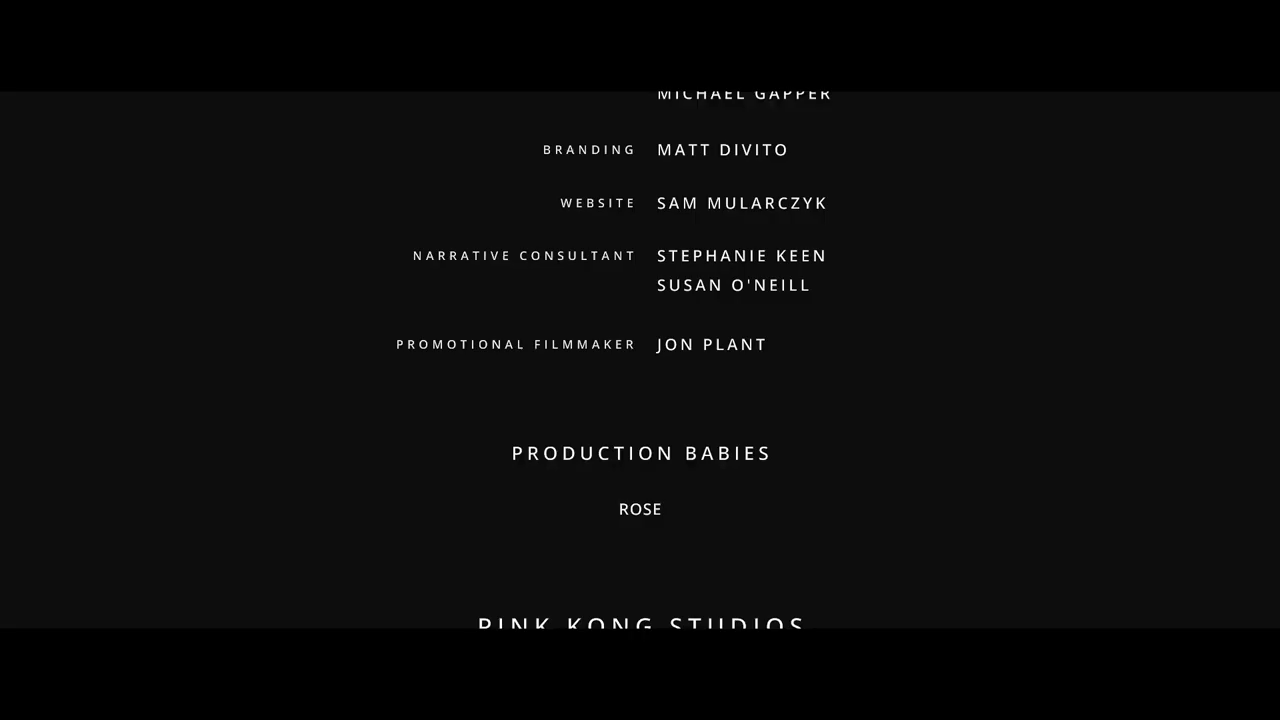 MICHAEL GAPPER
BRANDING MATT DIVITO
WEBSITE SAM MULARCZYK
NARRATIVE CONSULTANT STEPHANIE KEEN
SUSAN O'NEILL
PROMOTIONAL FILMMAKER JON PLANT
PRODUCTION BABIES
ROSE
PINK KONG STUDIOS